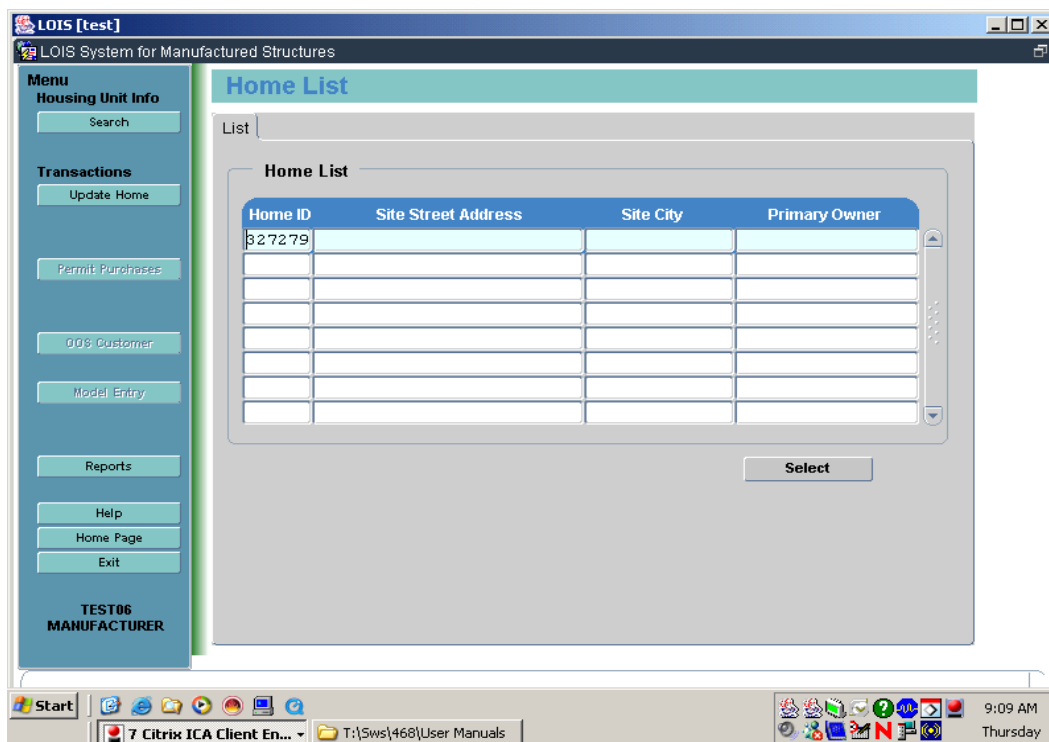 LOIS [test]
LOIS System for Manufactured Structures
Menu
Housing Unit Info
Search
Transactions
Update Home
Permit Purchases
OOS Customer
Model Entry
Reports
Help
Home Page
Exit
TEST06
MANUFACTURER
Home List
List
Home List
Home ID Site Street Address Site City Primary Owner
327279
Select
Start
9:09 AM
7 Citrix ICA Client En... T:\Sws\468\User Manuals
Thursday